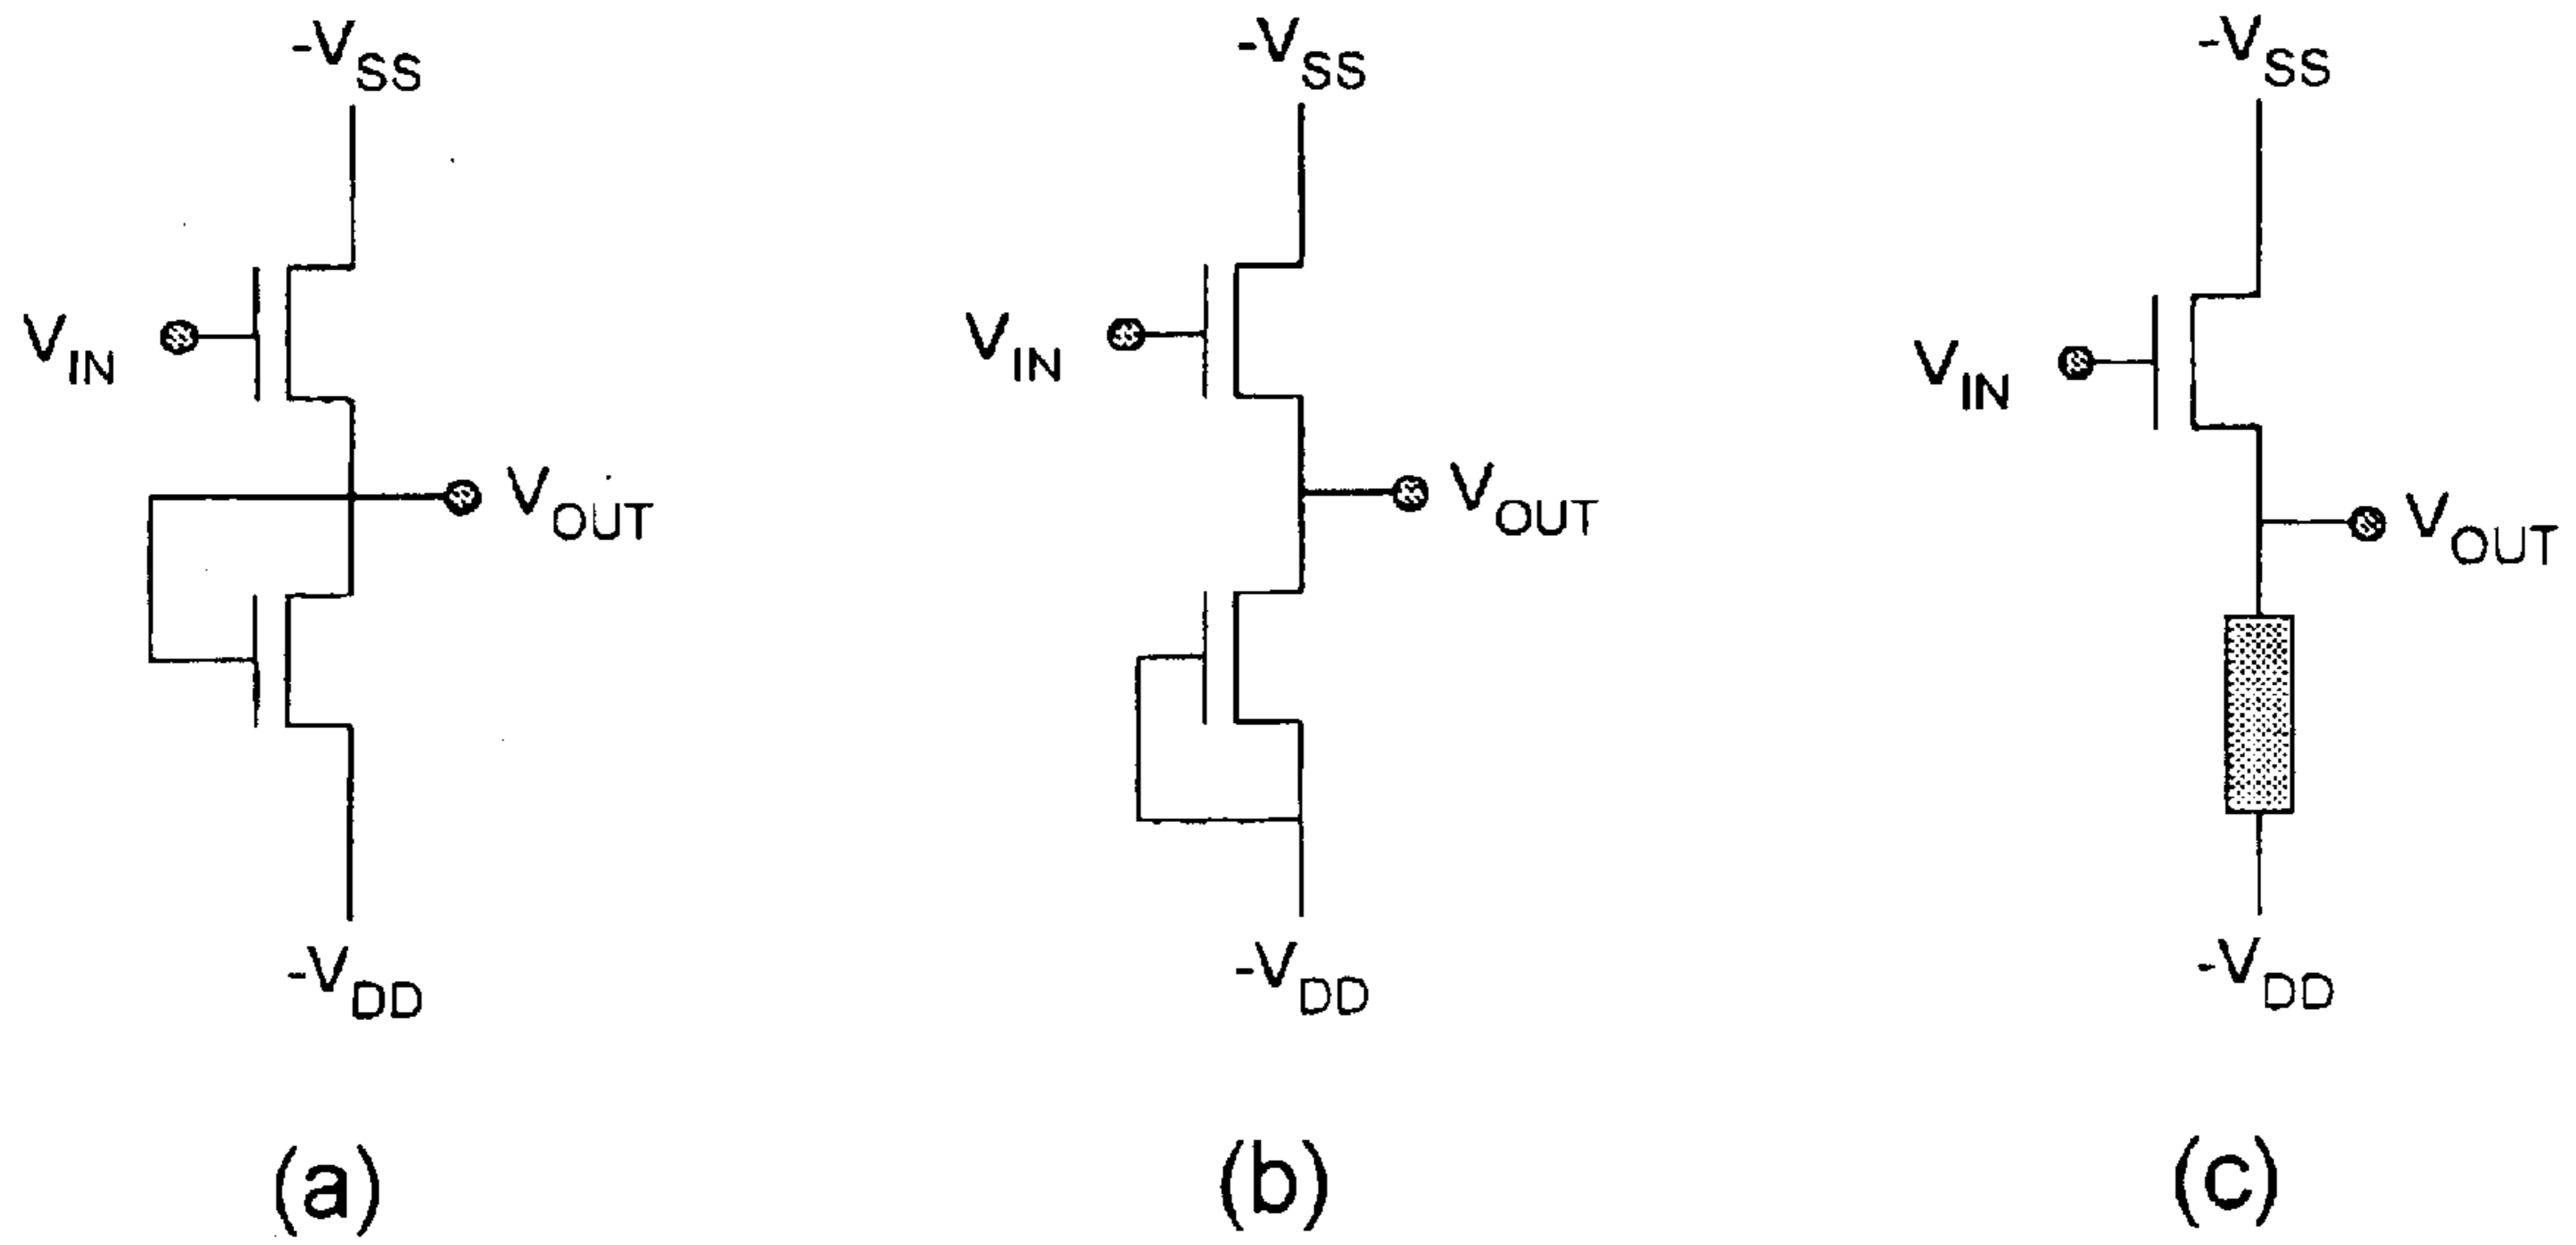 -VSS -VSS -VSS
VIN VIN VIN
VOUT VOUT VOUT
-VDD -VDD -VDD
(a) (b) (c)